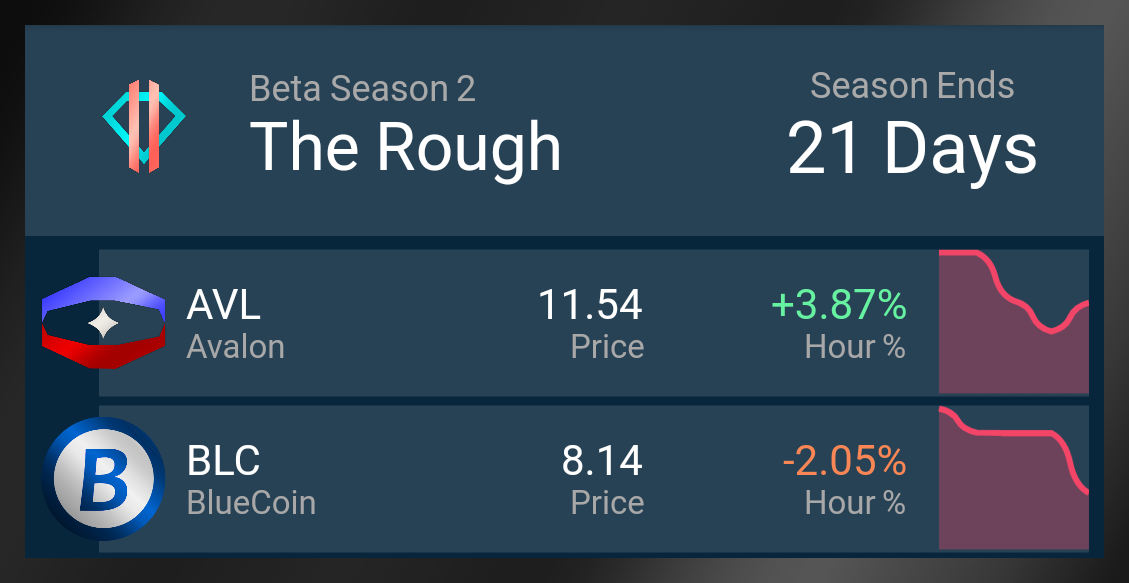 Beta Season 2
The Rough
Season Ends
21 Days
AVL
Avalon
11.54
Price
+3.87%
Hour %
B
BLC
BlueCoin
8.14
Price
-2.05%
Hour %